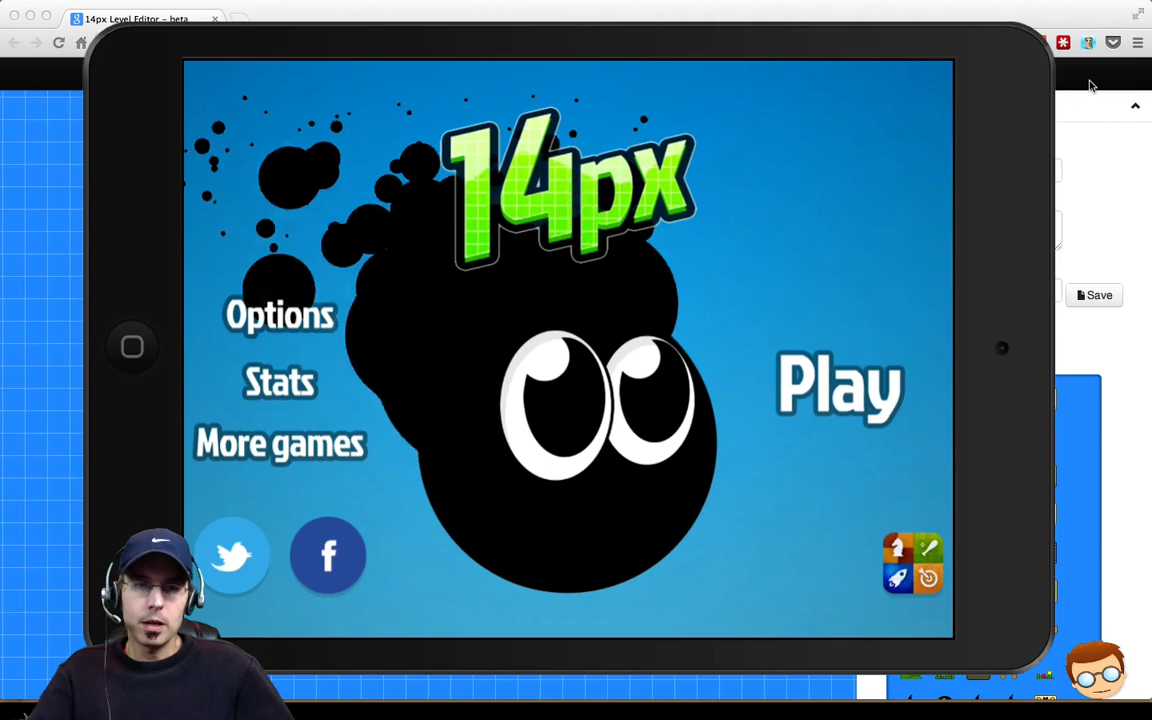 14px Level Editor - beta
14px
Options
Stats
More games
Play
f
Save